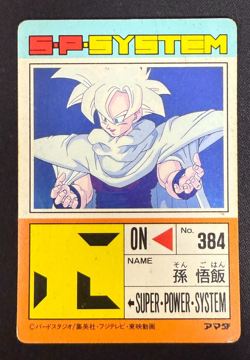 S·P·SYSTEM
ON
No. 384
NAME
そん ごはん
孫 悟飯
←SUPER·POWER·SYSTEM
©バードスタジオ/集英社・フジテレビ・東映動画
アマダ